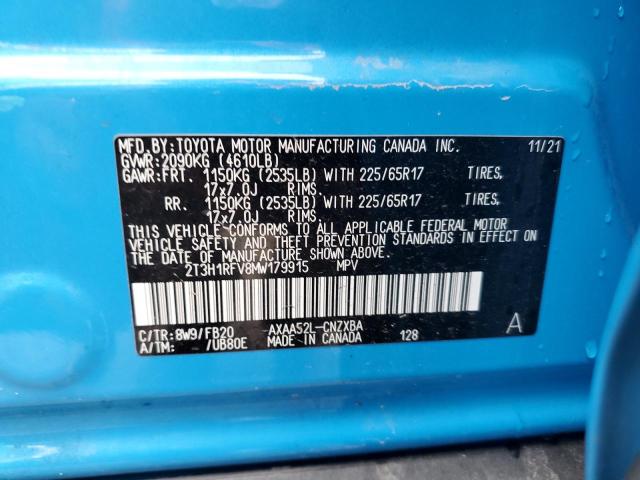 MFD.BY:TOYOTA MOTOR MANUFACTURING CANADA INC. 11/21
GVWR:2090KG (4610LB)
GAWR:FRT. 1150KG (2535LB) WITH 225/65R17 TIRES,
17x7.0J RIMS.
RR. 1150KG (2535LB) WITH 225/65R17 TIRES,
17x7.0J RIMS.
THIS VEHICLE CONFORMS TO ALL APPLICABLE FEDERAL MOTOR
VEHICLE SAFETY AND THEFT PREVENTION STANDARDS IN EFFECT ON
THE DATE OF MANUFACTURE SHOWN ABOVE.
2T3H1RFV8MW179915 MPV
C/TR:8W9/FB20 AXAA52L-CNZXBA A
A/TM: /UB80E MADE IN CANADA 128